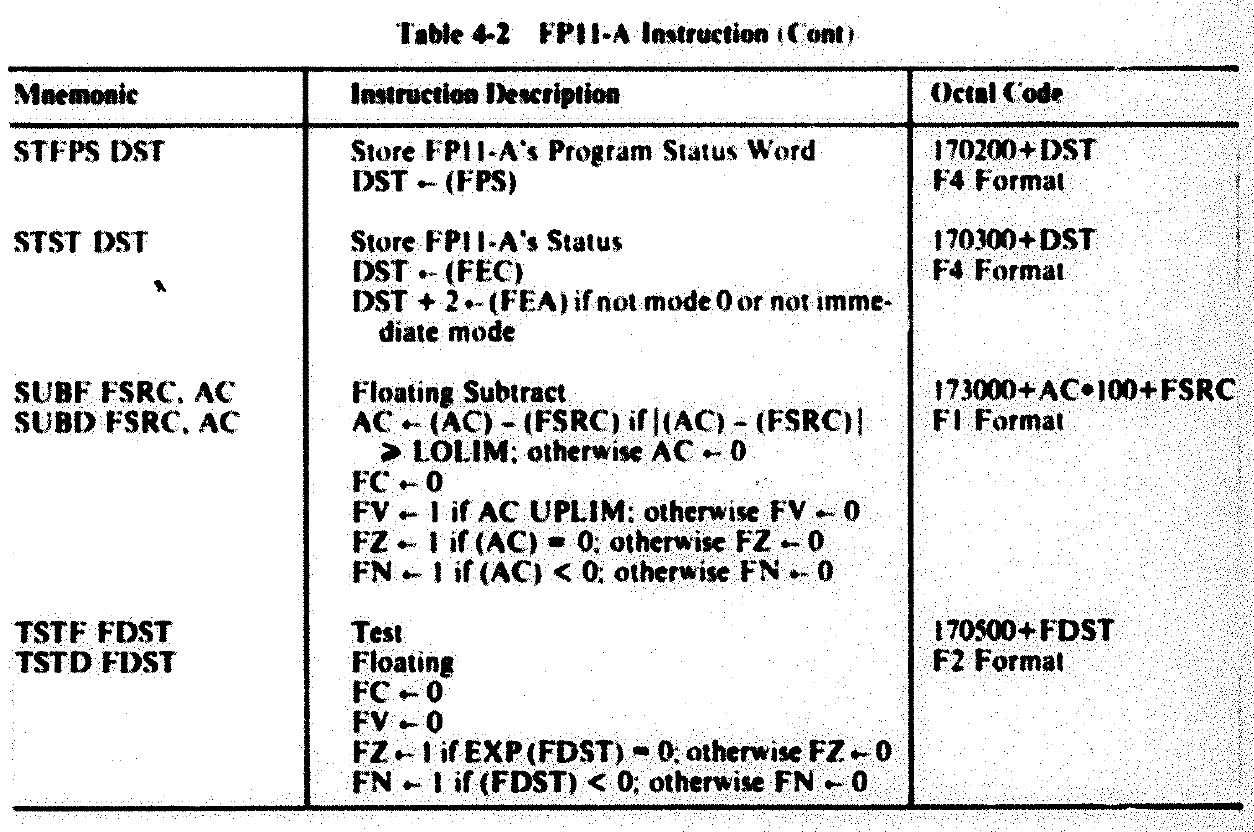 Table 4-2 FP11-A Instruction (Cont)
Mnemonic Instruction Description Octal Code
STFPS DST Store FP11-A's Program Status Word 170200+DST
DST ← (FPS) F4 Format
STST DST Store FP11-A's Status 170300+DST
DST ← (FEC) F4 Format
DST + 2 ← (FEA) if not mode 0 or not imme-
diate mode
SUBF FSRC, AC Floating Subtract 173000+AC*100+FSRC
SUBD FSRC, AC AC ← (AC) – (FSRC) if |(AC) – (FSRC)| F1 Format
⩾ LOLIM; otherwise AC ← 0
FC ← 0
FV ← 1 if AC UPLIM; otherwise FV ← 0
FZ ← 1 if (AC) = 0; otherwise FZ ← 0
FN ← 1 if (AC) < 0; otherwise FN ← 0
TSTF FDST Test 170500+FDST
TSTD FDST Floating F2 Format
FC ← 0
FV ← 0
FZ ← 1 if EXP (FDST) = 0; otherwise FZ ← 0
FN ← 1 if (FDST) < 0; otherwise FN ← 0